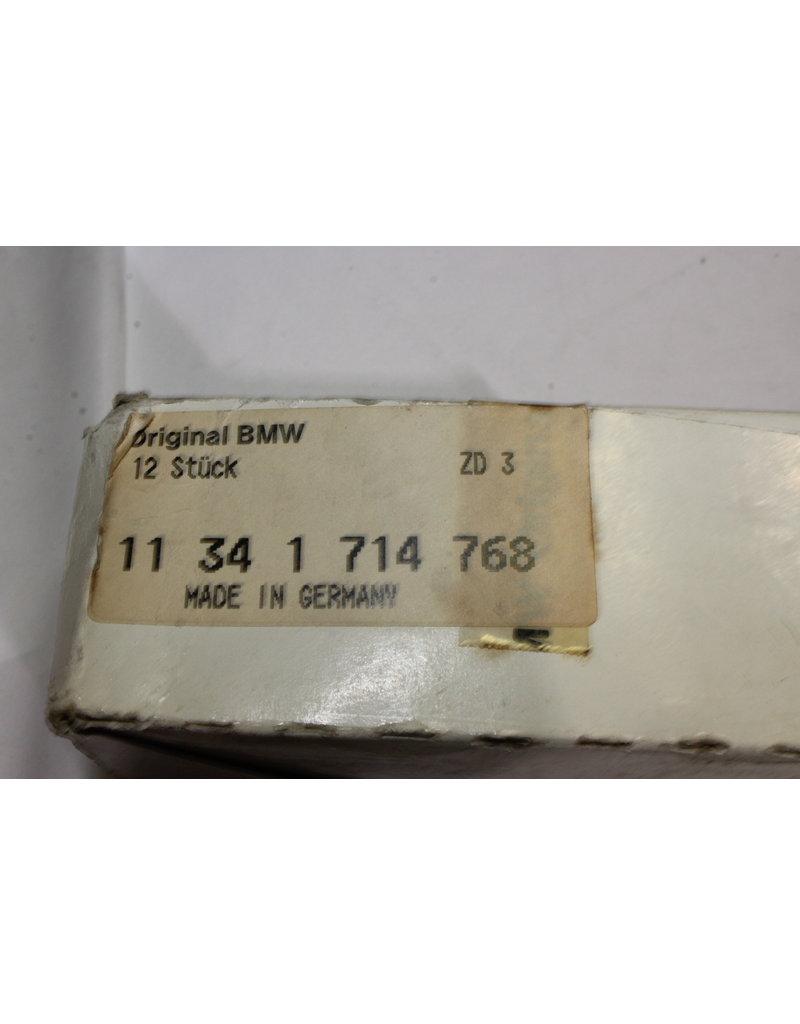 Original BMW
12 Stück ZD 3
11 34 1 714 768
MADE IN GERMANY